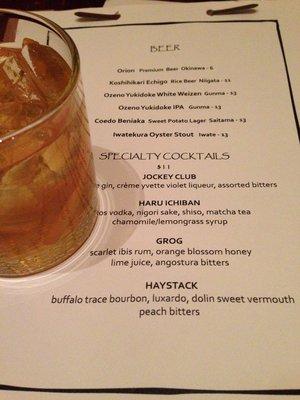 BEER
Orion Premium Beer Okinawa - 6
Koshihikari Echigo Rice Beer Niigata - 11
Ozeno Yukidoke White Weizen Gunma - 13
Ozeno Yukidoke IPA Gunma - 13
Coedo Beniaka Sweet Potato Lager Saitama - 13
Iwatekura Oyster Stout Iwate - 13
SPECIALTY COCKTAILS
$11
JOCKEY CLUB
gin, crème yvette violet liqueur, assorted bitters
HARU ICHIBAN
vodka, nigori sake, shiso, matcha tea
chamomile/lemongrass syrup
GROG
scarlet ibis rum, orange blossom honey
lime juice, angostura bitters
HAYSTACK
buffalo trace bourbon, luxardo, dolin sweet vermouth
peach bitters